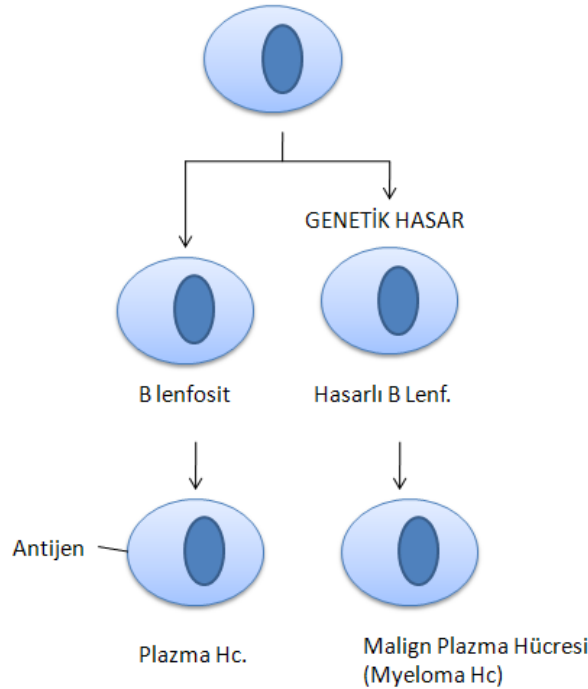 GENETİK HASAR
B lenfosit
Hasarlı B Lenf.
Antijen
Plazma Hc.
Malign Plazma Hücresi
(Myeloma Hc)